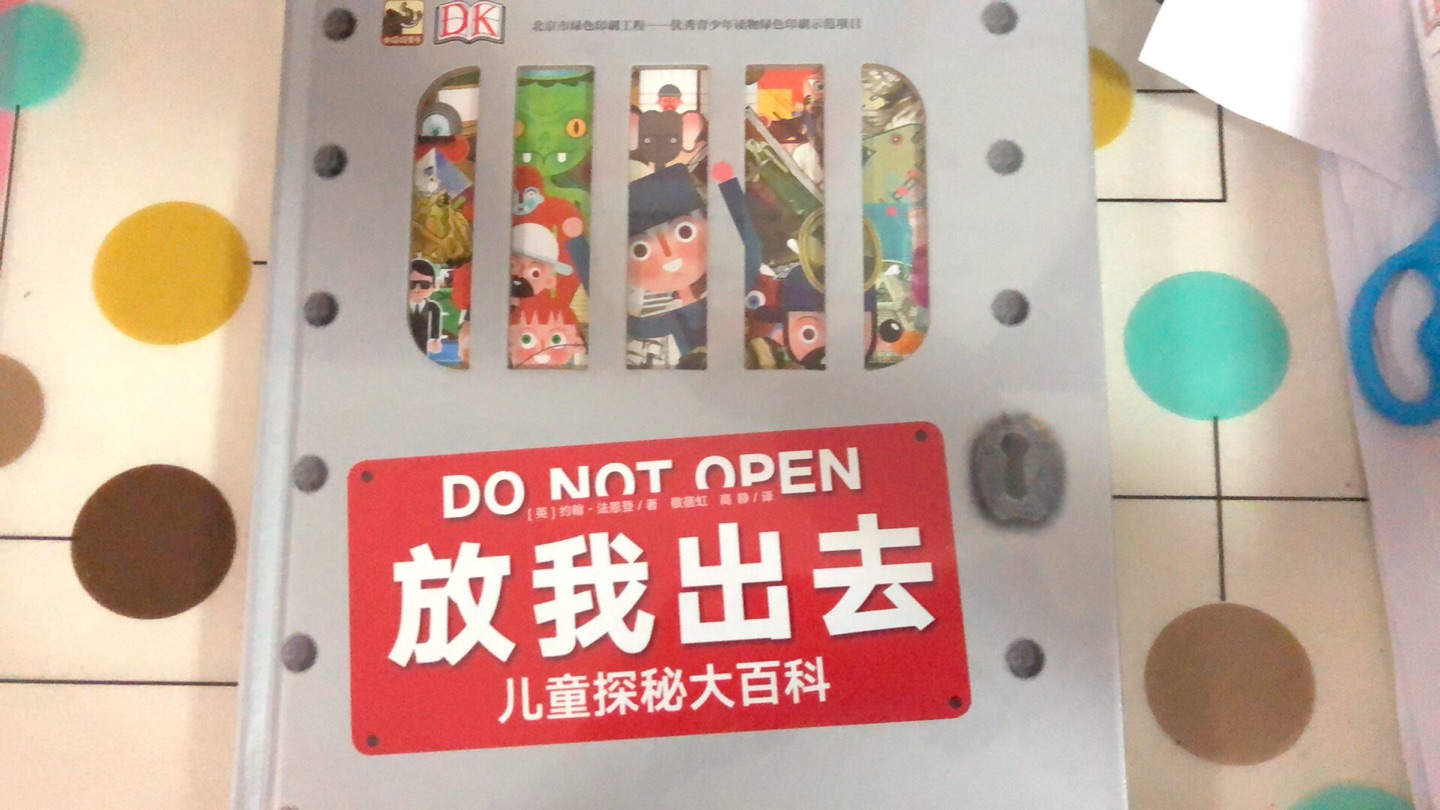 DK
北京市绿色印刷工程——优秀青少年读物绿色印刷示范项目
DO NOT OPEN
[英]约翰·法恩登/著 敬蓓虹 高 静/译
放我出去
儿童探秘大百科